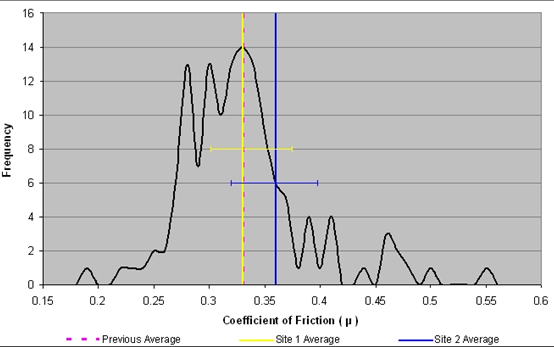 16
14
12
10
8
6
4
2
0
Frequency
0.15 0.2 0.25 0.3 0.35 0.4 0.45 0.5 0.55 0.6
Coefficient of Friction ( µ )
Previous Average Site 1 Average Site 2 Average